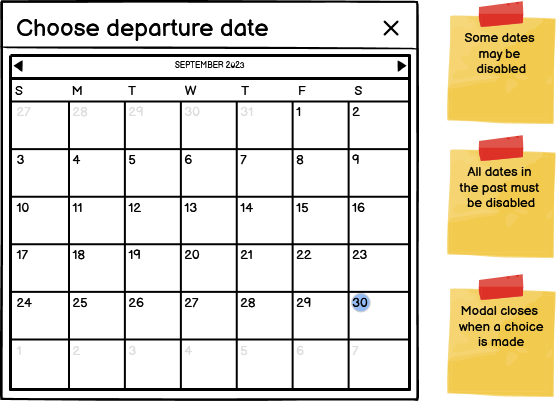 Choose departure date
SEPTEMBER 2023
S M T W T F S
27 28 29 30 31 1 2
3 4 5 6 7 8 9
10 11 12 13 14 15 16
17 18 19 20 21 22 23
24 25 26 27 28 29 30
1 2 3 4 5 6 7
Some dates
may be
disabled
All dates in
the past must
be disabled
Modal closes
when a choice
is made